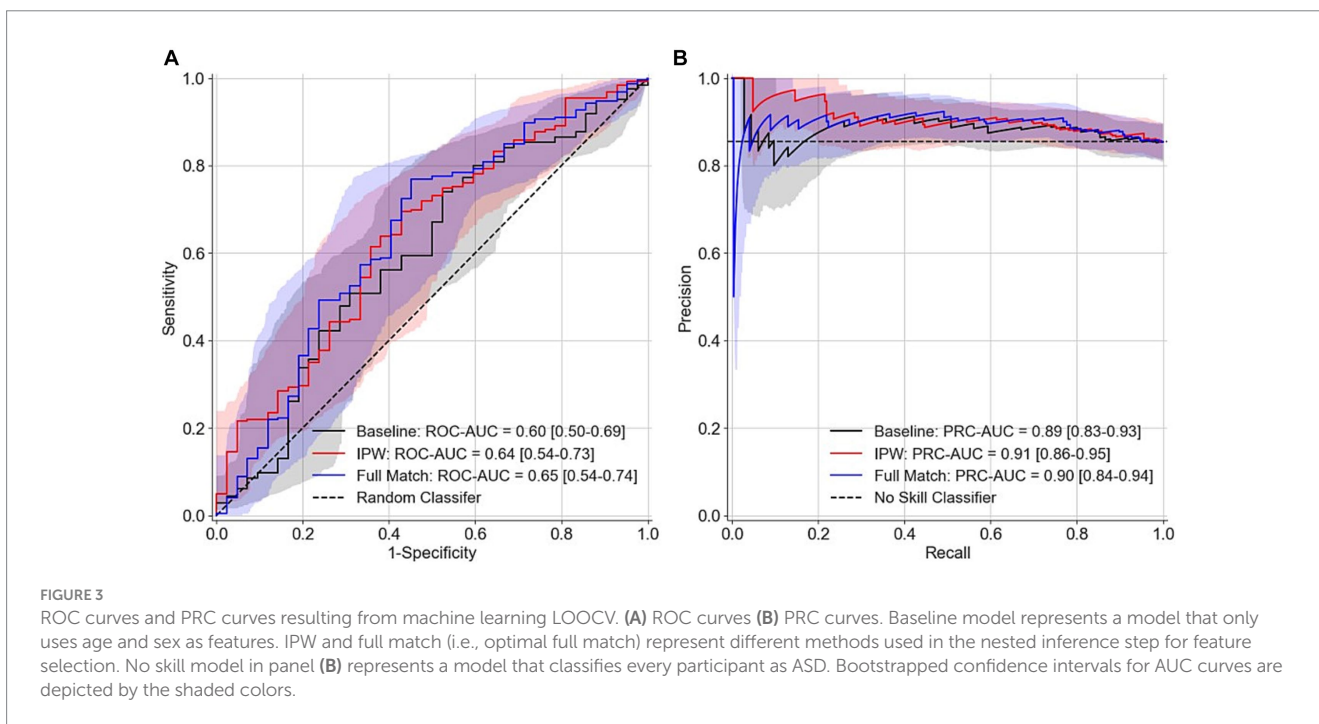 A
1.0
0.8
0.6
0.4
0.2
0.0
Sensitivity
0.0 0.2 0.4 0.6 0.8 1.0
1-Specificity
Baseline: ROC-AUC = 0.60 [0.50-0.69]
IPW: ROC-AUC = 0.64 [0.54-0.73]
Full Match: ROC-AUC = 0.65 [0.54-0.74]
Random Classifer
B
1.0
0.8
0.6
0.4
0.2
0.0
Precision
0.0 0.2 0.4 0.6 0.8 1.0
Recall
Baseline: PRC-AUC = 0.89 [0.83-0.93]
IPW: PRC-AUC = 0.91 [0.86-0.95]
Full Match: PRC-AUC = 0.90 [0.84-0.94]
No Skill Classifier
FIGURE 3
ROC curves and PRC curves resulting from machine learning LOOCV. (A) ROC curves (B) PRC curves. Baseline model represents a model that only
uses age and sex as features. IPW and full match (i.e., optimal full match) represent different methods used in the nested inference step for feature
selection. No skill model in panel (B) represents a model that classifies every participant as ASD. Bootstrapped confidence intervals for AUC curves are
depicted by the shaded colors.